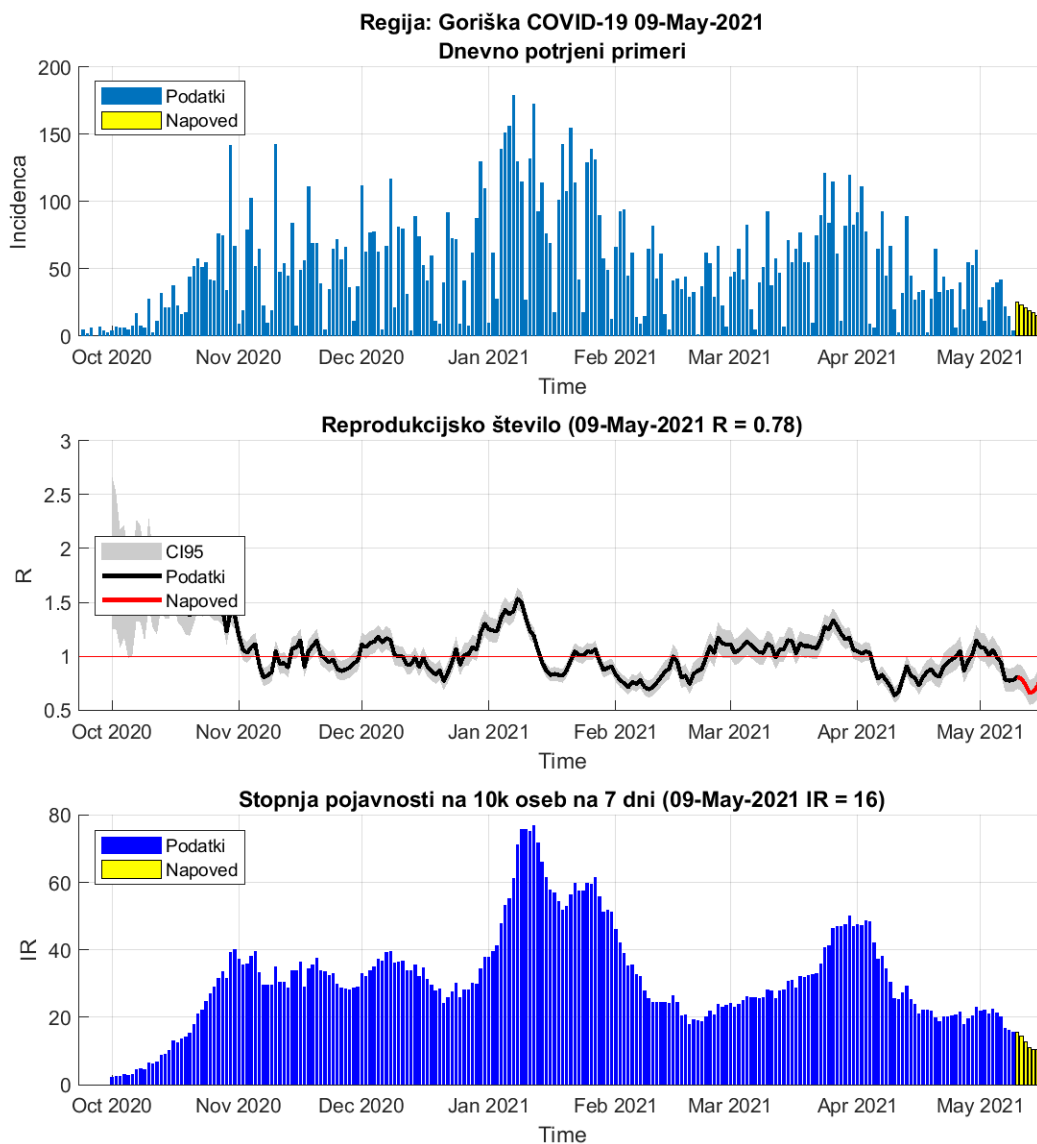 Regija: Goriška COVID-19 09-May-2021
Dnevno potrjeni primeri
200
150
100
50
0
Incidenca
Podatki
Napoved
Oct 2020 Nov 2020 Dec 2020 Jan 2021 Feb 2021 Mar 2021 Apr 2021 May 2021
Time
Reprodukcijsko število (09-May-2021 R = 0.78)
3
2.5
2
1.5
1
0.5
R
CI95
Podatki
Napoved
Oct 2020 Nov 2020 Dec 2020 Jan 2021 Feb 2021 Mar 2021 Apr 2021 May 2021
Time
Stopnja pojavnosti na 10k oseb na 7 dni (09-May-2021 IR = 16)
80
60
40
20
0
IR
Podatki
Napoved
Oct 2020 Nov 2020 Dec 2020 Jan 2021 Feb 2021 Mar 2021 Apr 2021 May 2021
Time